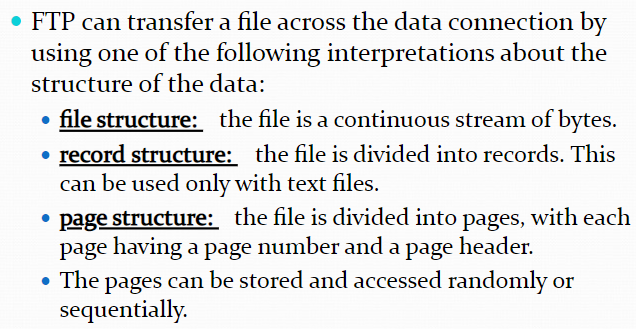 FTP can transfer a file across the data connection by
using one of the following interpretations about the
structure of the data:
file structure: the file is a continuous stream of bytes.
record structure: the file is divided into records. This
can be used only with text files.
page structure: the file is divided into pages, with each
page having a page number and a page header.
The pages can be stored and accessed randomly or
sequentially.